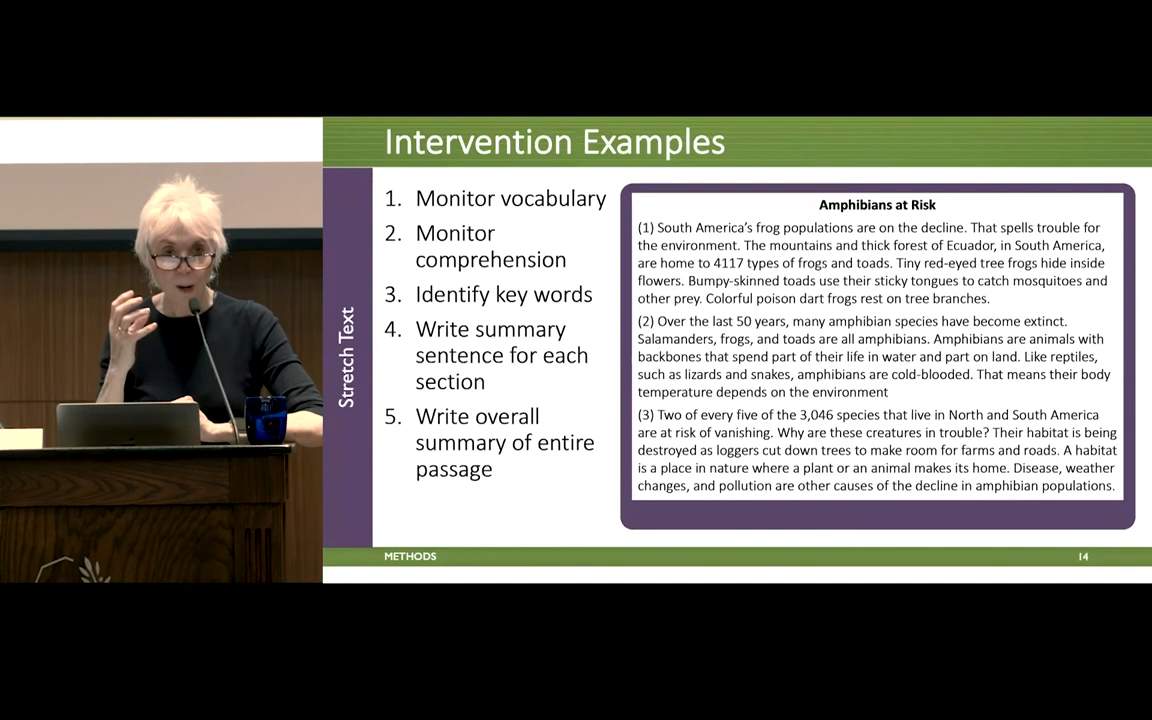 Intervention Examples
Stretch Text
1. Monitor vocabulary
2. Monitor
comprehension
3. Identify key words
4. Write summary
sentence for each
section
5. Write overall
summary of entire
passage
Amphibians at Risk
(1) South America's frog populations are on the decline. That spells trouble for
the environment. The mountains and thick forest of Ecuador, in South America,
are home to 4117 types of frogs and toads. Tiny red-eyed tree frogs hide inside
flowers. Bumpy-skinned toads use their sticky tongues to catch mosquitoes and
other prey. Colorful poison dart frogs rest on tree branches.
(2) Over the last 50 years, many amphibian species have become extinct.
Salamanders, frogs, and toads are all amphibians. Amphibians are animals with
backbones that spend part of their life in water and part on land. Like reptiles,
such as lizards and snakes, amphibians are cold-blooded. That means their body
temperature depends on the environment
(3) Two of every five of the 3,046 species that live in North and South America
are at risk of vanishing. Why are these creatures in trouble? Their habitat is being
destroyed as loggers cut down trees to make room for farms and roads. A habitat
is a place in nature where a plant or an animal makes its home. Disease, weather
changes, and pollution are other causes of the decline in amphibian populations.
METHODS
14